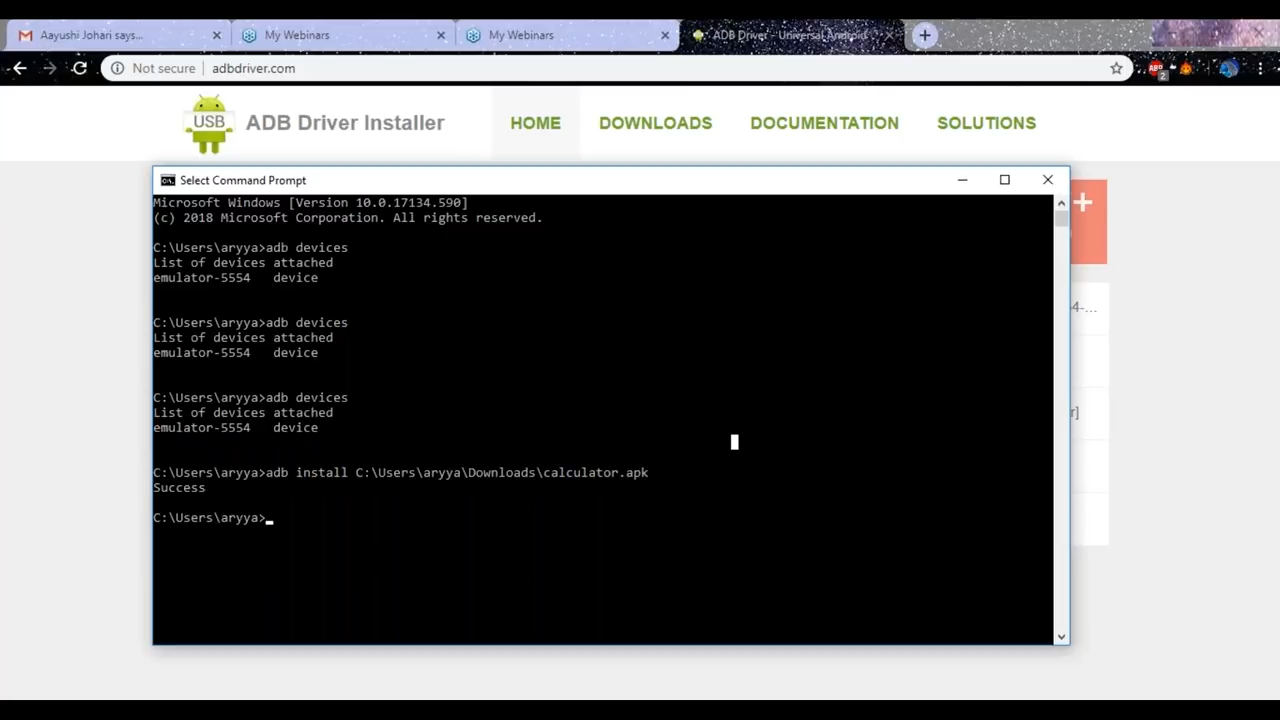 Aayushi Johari says...
My Webinars
My Webinars
ADB Driver - Universal Android
Not secure
adbdriver.com
ABP
2
USB
ADB Driver Installer
HOME
DOWNLOADS
DOCUMENTATION
SOLUTIONS
Select Command Prompt
Microsoft Windows [Version 10.0.17134.590]
(c) 2018 Microsoft Corporation. All rights reserved.
C:\Users\aryya>adb devices
List of devices attached
emulator-5554   device
C:\Users\aryya>adb devices
List of devices attached
emulator-5554   device
C:\Users\aryya>adb devices
List of devices attached
emulator-5554   device
C:\Users\aryya>adb install C:\Users\aryya\Downloads\calculator.apk
Success
C:\Users\aryya>
+
4-...
r]